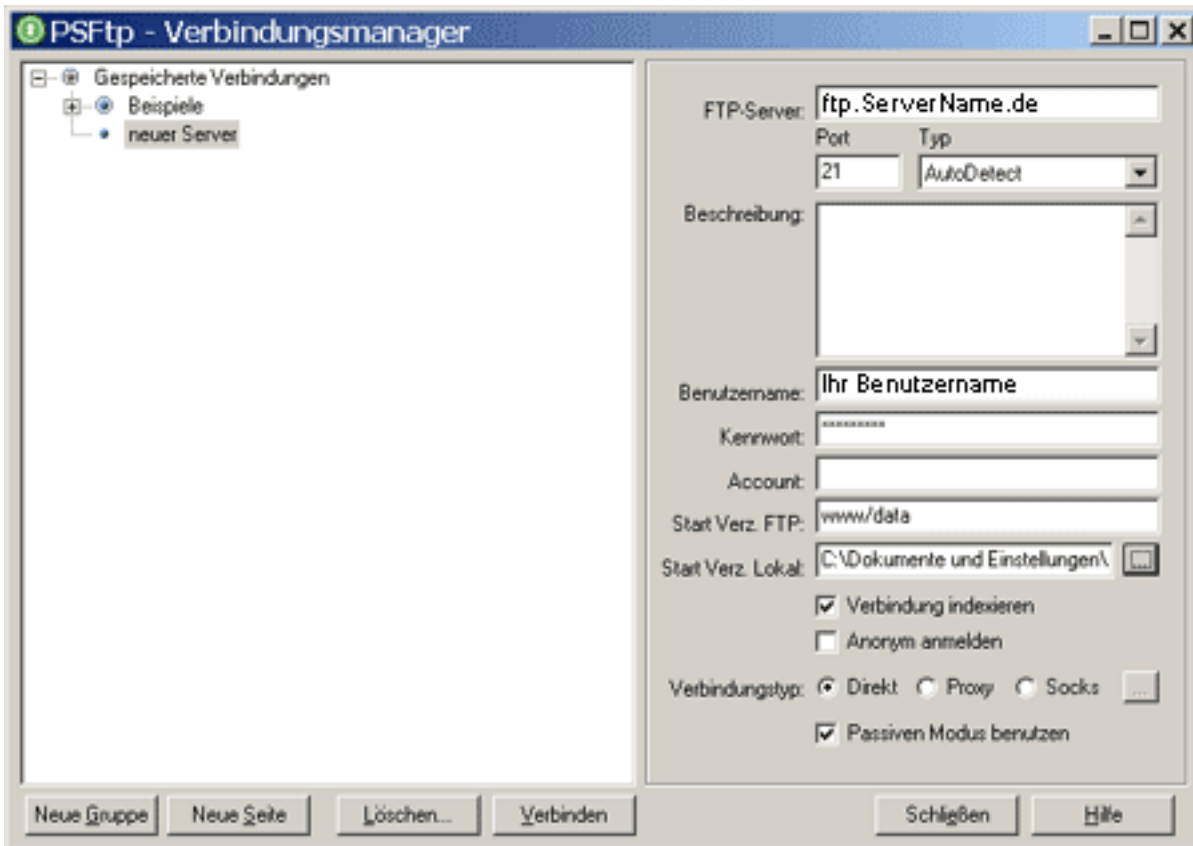 PSFtp - Verbindungsmanager
Gespeicherte Verbindungen
Beispiele
neuer Server
FTP-Server: ftp.ServerName.de
Port Typ
21 AutoDetect
Beschreibung:
Benutzername: Ihr Benutzername
Kennwort: *********
Account:
Start Verz. FTP: www/data
Start Verz. Lokal: C:\Dokumente und Einstellungen\ ...
Verbindung indexieren
Anonym anmelden
Verbindungstyp: Direkt Proxy Socks ...
Passiven Modus benutzen
Neue Gruppe Neue Seite Löschen... Verbinden Schließen Hilfe